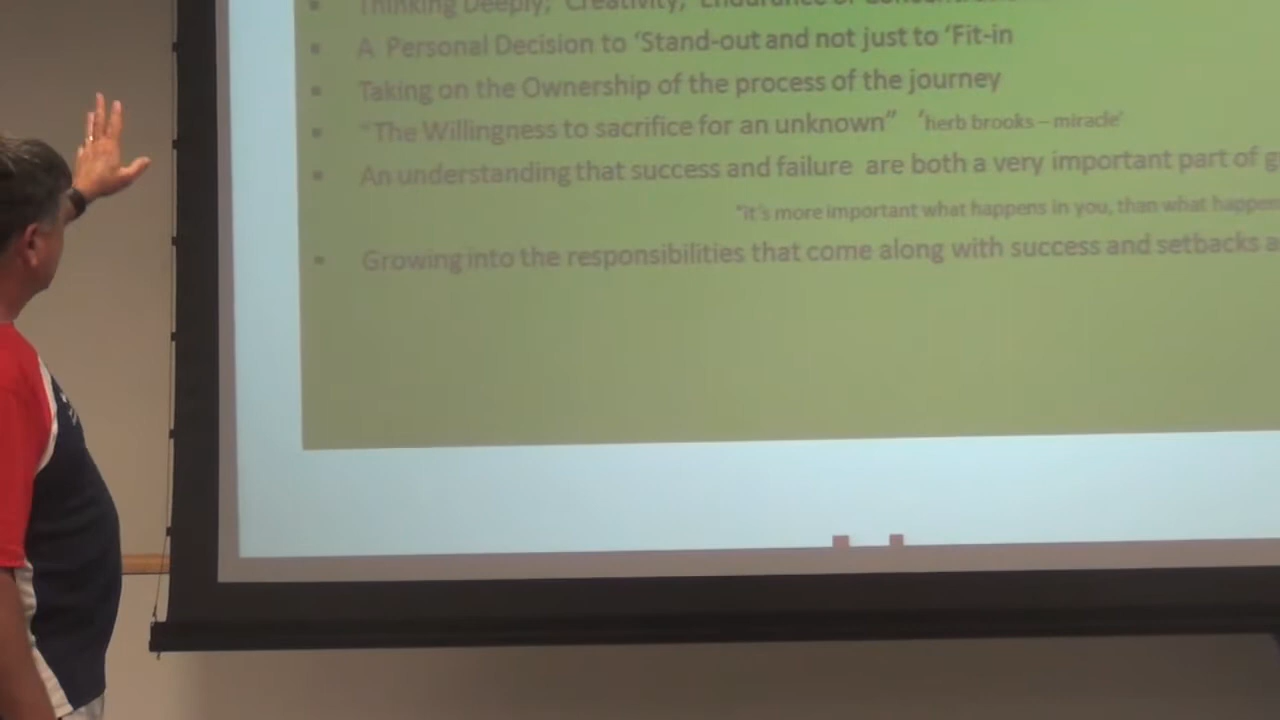 Thinking Deeply, Creativity, Endurance of
A Personal Decision to ‘Stand-out and not just to ‘Fit-in
Taking on the Ownership of the process of the journey
“The Willingness to sacrifice for an unknown” ‘herb brooks – miracle’
An understanding that success and failure are both a very important part of
“it’s more important what happens in you, than what
Growing into the responsibilities that come along with success and setbacks